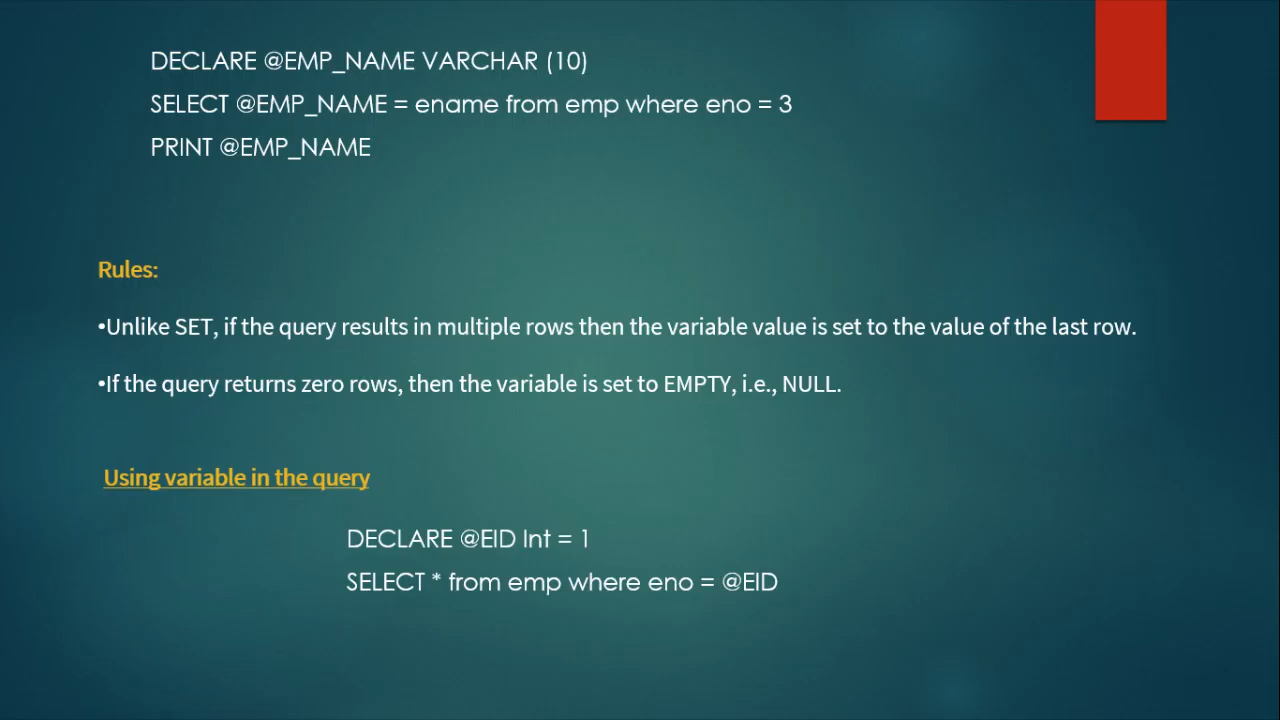 DECLARE @EMP_NAME VARCHAR (10)
SELECT @EMP_NAME = ename from emp where eno = 3
PRINT @EMP_NAME
Rules:
•Unlike SET, if the query results in multiple rows then the variable value is set to the value of the last row.
•If the query returns zero rows, then the variable is set to EMPTY, i.e., NULL.
Using variable in the query
DECLARE @EID Int = 1
SELECT * from emp where eno = @EID